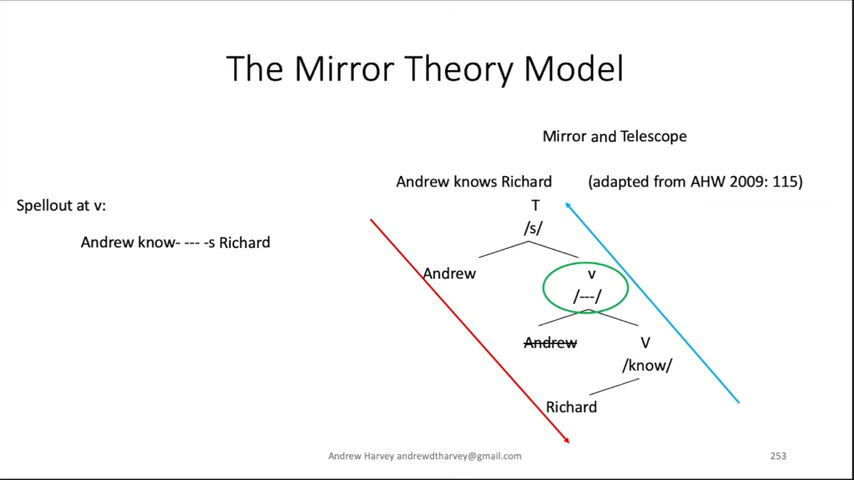 The Mirror Theory Model
Mirror and Telescope
Andrew knows Richard (adapted from AHW 2009: 115)
Spellout at v:
Andrew know- --- -s Richard
T
/s/
Andrew
v
/---/
Andrew
V
/know/
Richard
Andrew Harvey andrewdtharvey@gmail.com
253